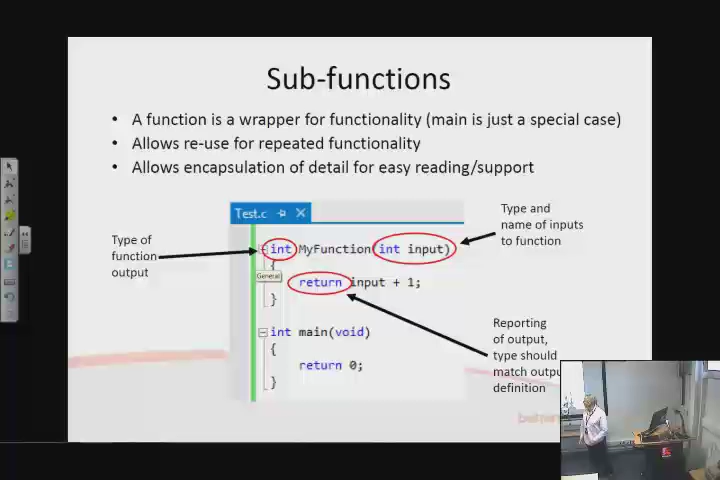 Sub-functions
• A function is a wrapper for functionality (main is just a special case)
• Allows re-use for repeated functionality
• Allows encapsulation of detail for easy reading/support
Test.c
Type and
name of inputs
to function
Type of
function
output
int MyFunction(int input)
{
General
return input + 1;
}
int main(void)
{
return 0;
}
Reporting
of output,
type should
match outpu
definition